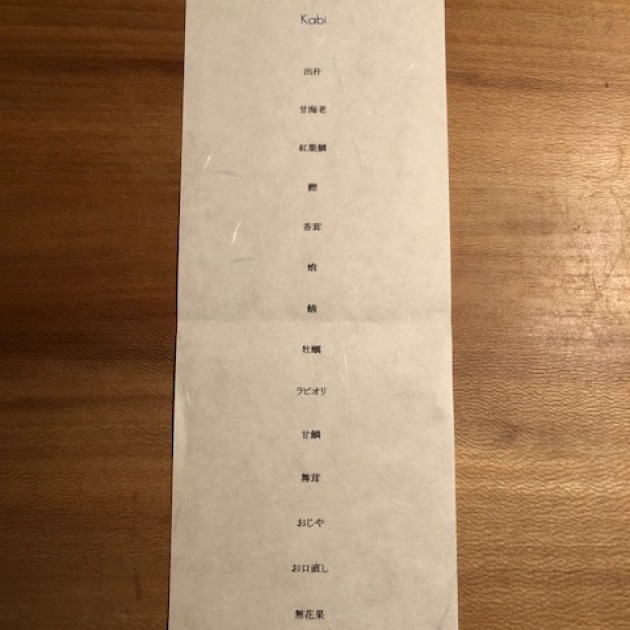 Kabi
出汁
甘海老
紅葉鯛
鰹
香茸
蛤
鯖
牡蠣
ラビオリ
甘鯛
舞茸
おじや
お口直し
無花果